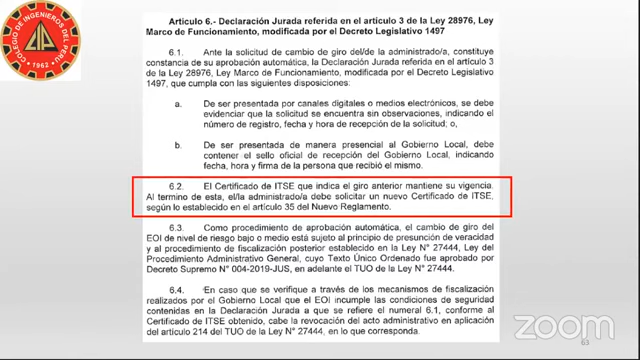 COLEGIO DE INGENIEROS DEL PERU
CIP
1962
Artículo 6.- Declaración Jurada referida en el artículo 3 de la Ley 28976, Ley
Marco de Funcionamiento, modificada por el Decreto Legislativo 1497
6.1. Ante la solicitud de cambio de giro del/de la administrado/a, constituye
constancia de su aprobación automática, la Declaración Jurada referida en el artículo 3
de la Ley 28976, Ley Marco de Funcionamiento, modificada por el Decreto Legislativo
1497, que cumpla con las siguientes disposiciones:
a. De ser presentada por canales digitales o medios electrónicos, se debe
evidenciar que la solicitud se encuentra sin observaciones, indicando el
número de registro, fecha y hora de recepción de la solicitud; o,
b. De ser presentada de manera presencial al Gobierno Local, debe
contener el sello oficial de recepción del Gobierno Local, indicando
fecha, hora y firma de la persona que recibió el mismo.
6.2. El Certificado de ITSE que indica el giro anterior mantiene su vigencia.
Al termino de esta, el/la administrado/a debe solicitar un nuevo Certificado de ITSE,
según lo establecido en el artículo 35 del Nuevo Reglamento.
6.3. Como procedimiento de aprobación automática, el cambio de giro del
EOI de nivel de riesgo bajo o medio está sujeto al principio de presunción de veracidad
y al procedimiento de fiscalización posterior establecido en la Ley N° 27444, Ley
del Procedimiento Administrativo General, cuyo Texto Único Ordenado fue aprobado por
Decreto Supremo N° 004-2019-JUS, en adelante el TUO de la Ley N° 27444.
6.4. En caso que se verifique a través de los mecanismos de fiscalización
realizados por el Gobierno Local que el EOI incumple las condiciones de seguridad
contenidas en la Declaración Jurada a que se refiere el numeral 6.1, conforme al
Certificado de ITSE obtenido, cabe la revocación del acto administrativo en aplicación
del artículo 214 del TUO de la Ley N° 27444, en lo que corresponda.
zoom
63